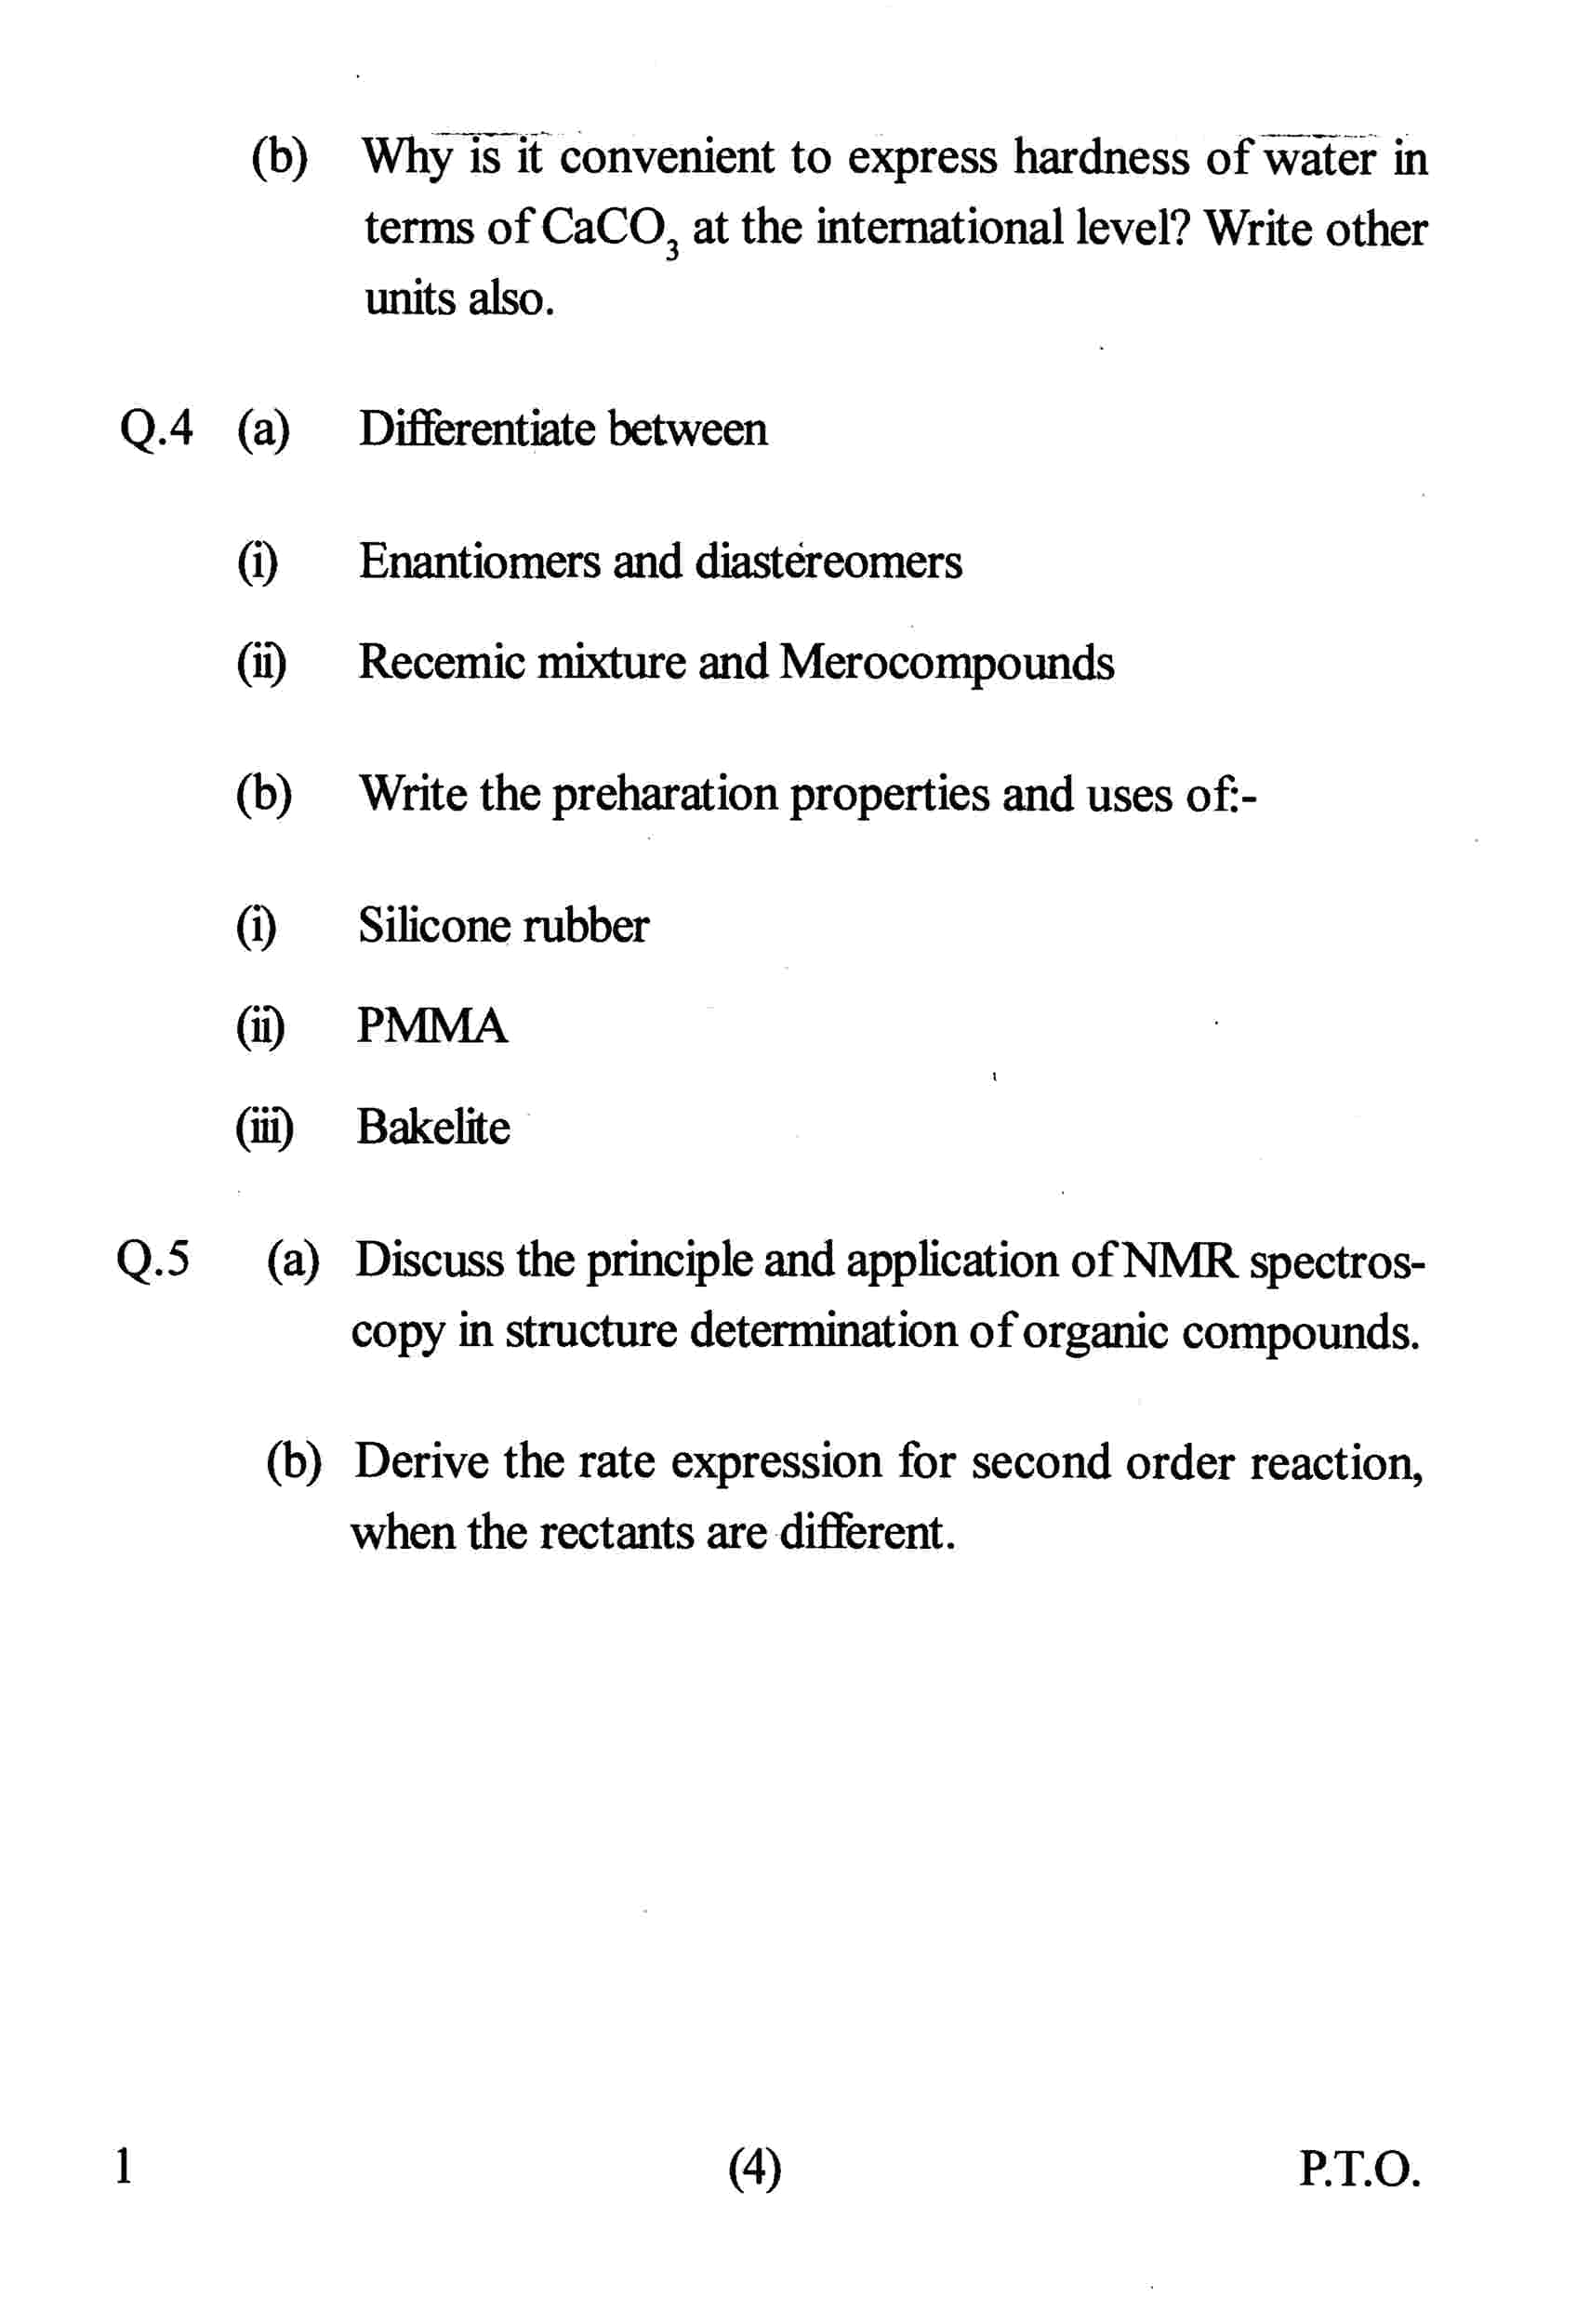 (b) Why is it convenient to express hardness of water in
terms of CaCO₃ at the international level? Write other
units also.
Q.4 (a) Differentiate between
(i) Enantiomers and diastereomers
(ii) Recemic mixture and Merocompounds
(b) Write the preharation properties and uses of:-
(i) Silicone rubber
(ii) PMMA
(iii) Bakelite
Q.5 (a) Discuss the principle and application of NMR spectros-
copy in structure determination of organic compounds.
(b) Derive the rate expression for second order reaction,
when the rectants are different.
1 (4) P.T.O.